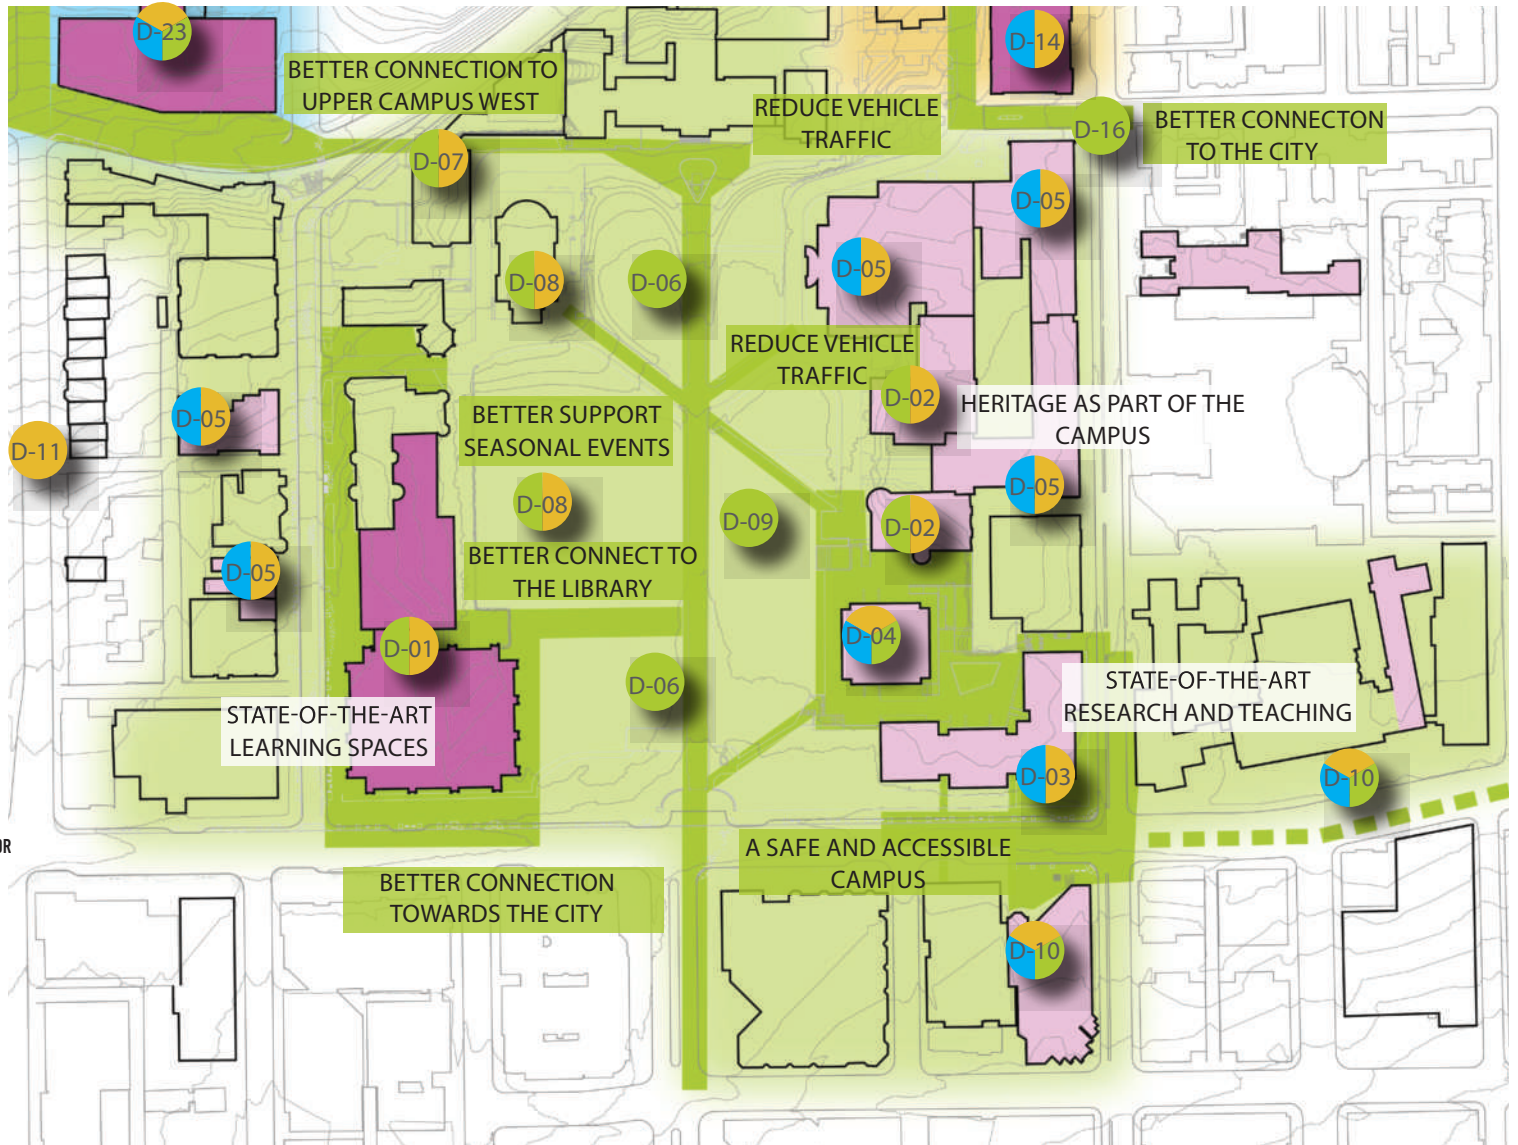 D-23
D-14
BETTER CONNECTION TO
UPPER CAMPUS WEST
REDUCE VEHICLE
TRAFFIC
D-16
BETTER CONNECTON
TO THE CITY
D-07
D-05
D-05
D-08
D-06
REDUCE VEHICLE
TRAFFIC
D-02
HERITAGE AS PART OF THE
CAMPUS
D-05
D-11
BETTER SUPPORT
SEASONAL EVENTS
D-05
D-08
D-09
D-02
BETTER CONNECT TO
THE LIBRARY
D-05
D-01
D-04
D-06
STATE-OF-THE-ART
RESEARCH AND TEACHING
STATE-OF-THE-ART
LEARNING SPACES
D-03
D-10
OR
A SAFE AND ACCESSIBLE
CAMPUS
BETTER CONNECTION
TOWARDS THE CITY
D-10